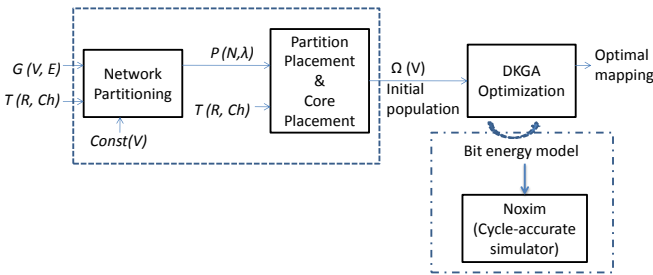 G (V, E)
T (R, Ch)
Const(V)
Network
Partitioning
P (N,λ)
T (R, Ch)
Partition
Placement
&
Core
Placement
Ω (V)
Initial
population
DKGA
Optimization
Optimal
mapping
Bit energy model
Noxim
(Cycle-accurate
simulator)